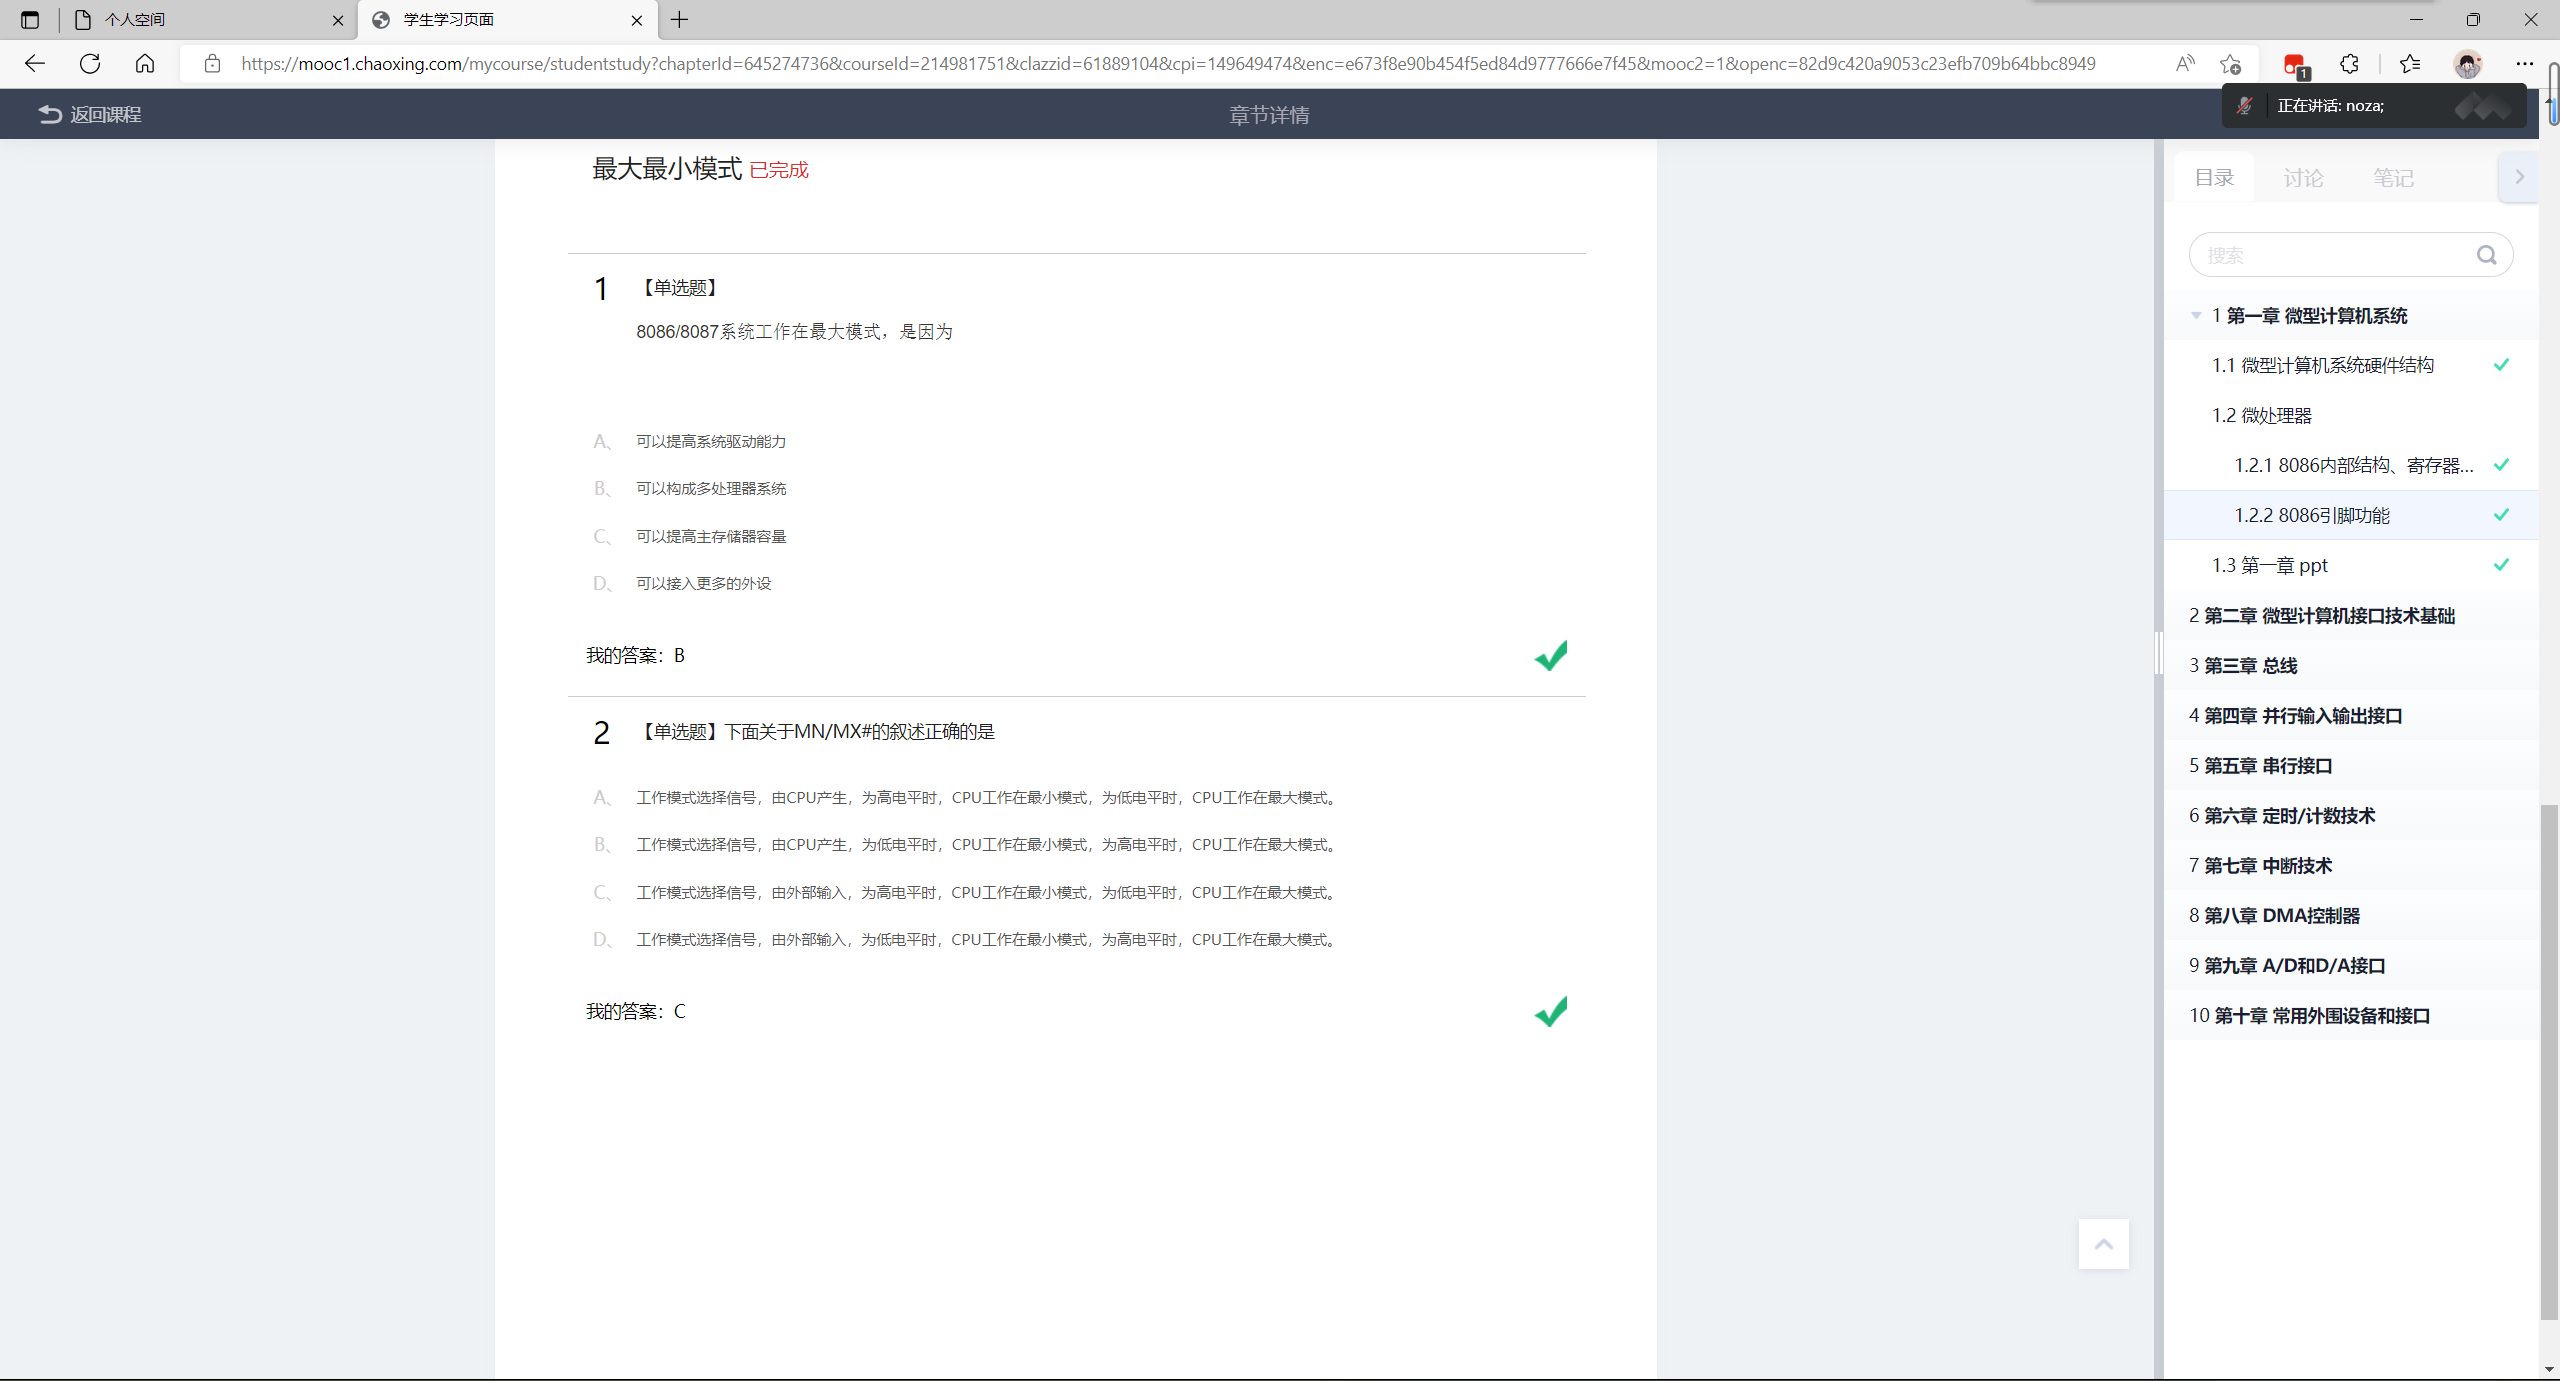 个人空间
学生学习页面
https://mooc1.chaoxing.com/mycourse/studentstudy?chapterId=645274736&courseId=214981751&clazzid=61889104&cpi=149649474&enc=e673f8e90b454f5ed84d9777666e7f45&mooc2=1&openc=82d9c420a9053c23efb709b64bbc8949
1
返回课程
章节详情
正在讲话: noza;
最大最小模式 已完成
1 【单选题】
8086/8087系统工作在最大模式，是因为
A、 可以提高系统驱动能力
B、 可以构成多处理器系统
C、 可以提高主存储器容量
D、 可以接入更多的外设
我的答案：B
2 【单选题】下面关于MN/MX#的叙述正确的是
A、 工作模式选择信号，由CPU产生，为高电平时，CPU工作在最小模式，为低电平时，CPU工作在最大模式。
B、 工作模式选择信号，由CPU产生，为低电平时，CPU工作在最小模式，为高电平时，CPU工作在最大模式。
C、 工作模式选择信号，由外部输入，为高电平时，CPU工作在最小模式，为低电平时，CPU工作在最大模式。
D、 工作模式选择信号，由外部输入，为低电平时，CPU工作在最小模式，为高电平时，CPU工作在最大模式。
我的答案：C
目录 讨论 笔记
搜索
1 第一章 微型计算机系统
1.1 微型计算机系统硬件结构
1.2 微处理器
1.2.1 8086内部结构、寄存器...
1.2.2 8086引脚功能
1.3 第一章 ppt
2 第二章 微型计算机接口技术基础
3 第三章 总线
4 第四章 并行输入输出接口
5 第五章 串行接口
6 第六章 定时/计数技术
7 第七章 中断技术
8 第八章 DMA控制器
9 第九章 A/D和D/A接口
10 第十章 常用外围设备和接口